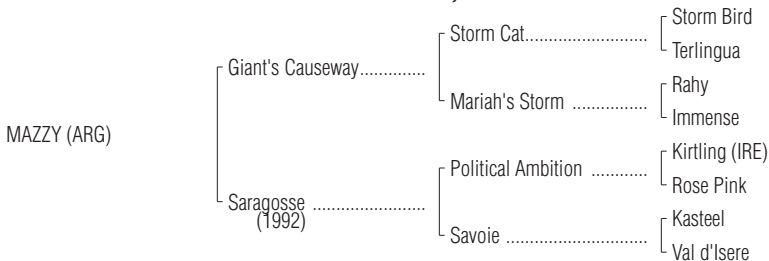 Storm Bird
Storm Cat..............................
Terlingua
Giant's Causeway..............
Rahy
Mariah's Storm ..................
Immense
MAZZY (ARG)
Kirtling (IRE)
Political Ambition ..............
Rose Pink
Saragosse ..........................
(1992)
Kasteel
Savoie ..................................
Val d'Isere